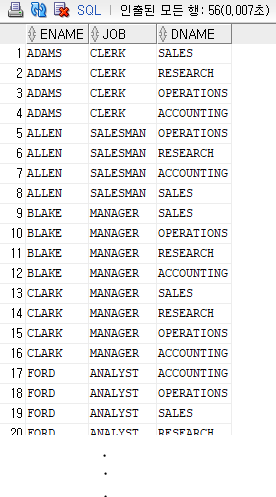 SQL | 인출된 모든 행: 56(0,007초)
ENAME JOB DNAME
1 ADAMS CLERK SALES
2 ADAMS CLERK RESEARCH
3 ADAMS CLERK OPERATIONS
4 ADAMS CLERK ACCOUNTING
5 ALLEN SALESMAN OPERATIONS
6 ALLEN SALESMAN RESEARCH
7 ALLEN SALESMAN ACCOUNTING
8 ALLEN SALESMAN SALES
9 BLAKE MANAGER SALES
10 BLAKE MANAGER OPERATIONS
11 BLAKE MANAGER RESEARCH
12 BLAKE MANAGER ACCOUNTING
13 CLARK MANAGER SALES
14 CLARK MANAGER RESEARCH
15 CLARK MANAGER OPERATIONS
16 CLARK MANAGER ACCOUNTING
17 FORD ANALYST ACCOUNTING
18 FORD ANALYST OPERATIONS
19 FORD ANALYST SALES
20 FORD ANALYST RESEARCH
.
.
.